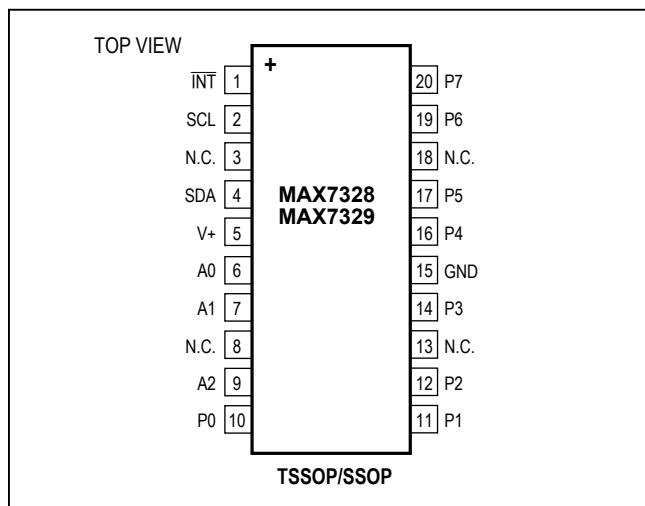 TOP VIEW
+
I̅N̅T̅ 1
SCL 2
N.C. 3
SDA 4
V+ 5
A0 6
A1 7
N.C. 8
A2 9
P0 10
MAX7328
MAX7329
20 P7
19 P6
18 N.C.
17 P5
16 P4
15 GND
14 P3
13 N.C.
12 P2
11 P1
TSSOP/SSOP